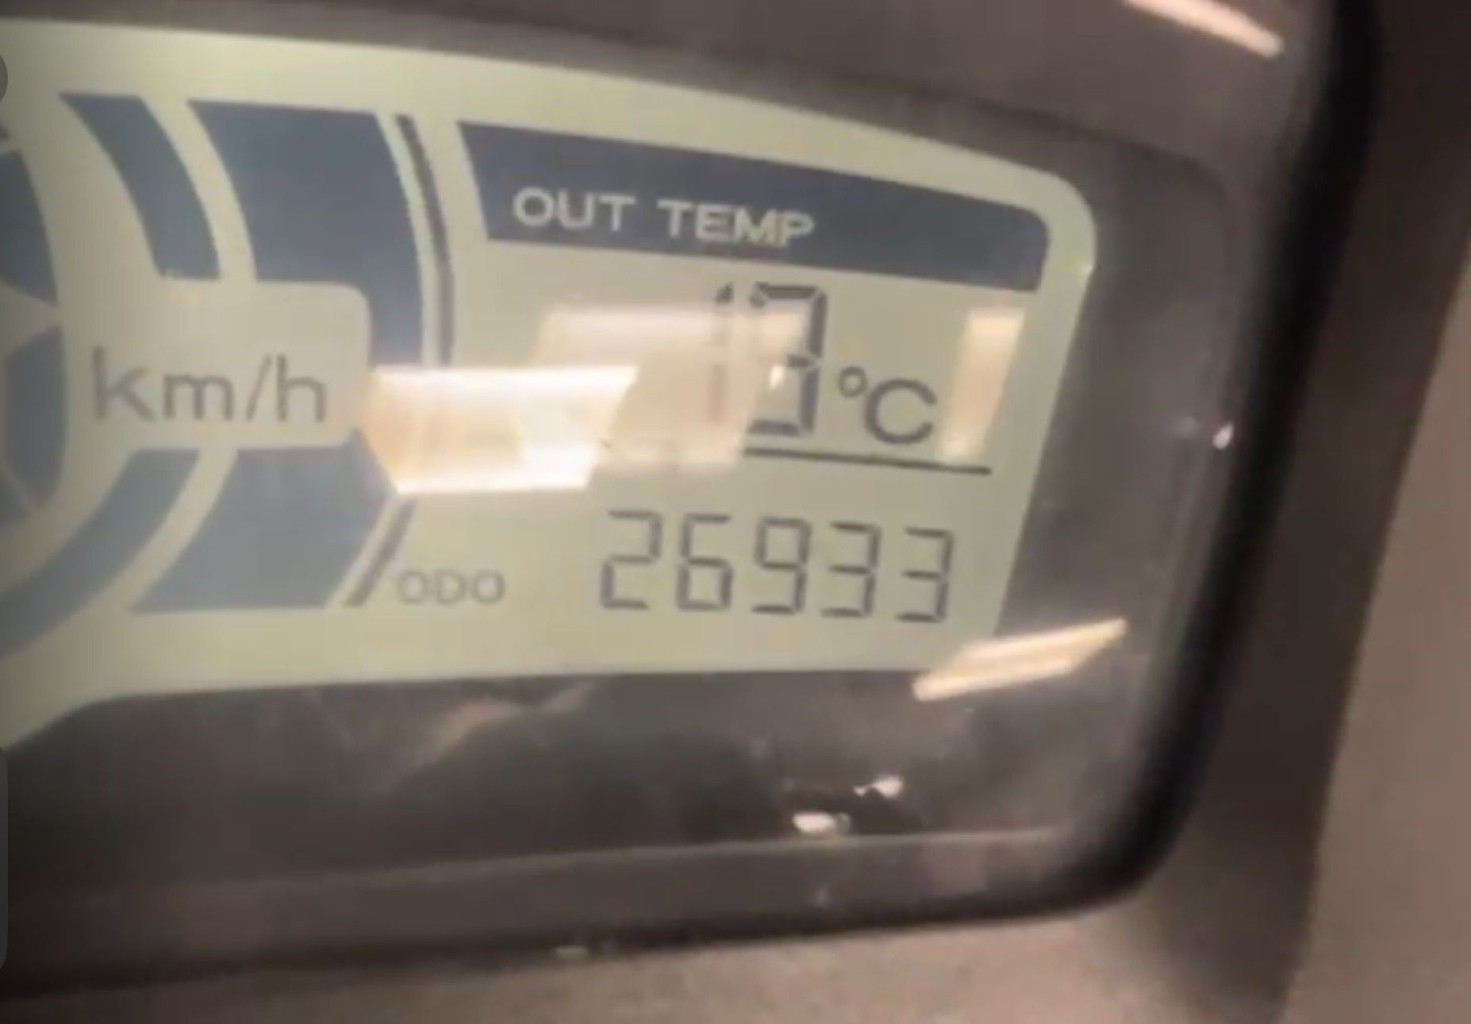 OUT TEMP
km/h
°C
ODO 26933